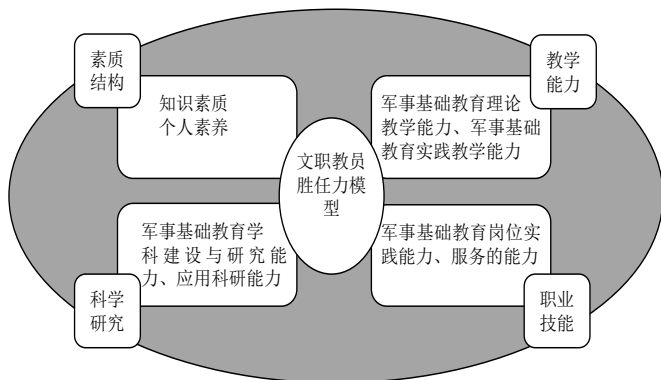 素质
结构
知识素质
个人素养
教学
能力
军事基础教育理论
教学能力、军事基础
教育实践教学能力
文职教员
胜任力模
型
军事基础教育学
科建设与研究能
力、应用科研能力
科学
研究
军事基础教育岗位实
践能力、服务的能力
职业
技能